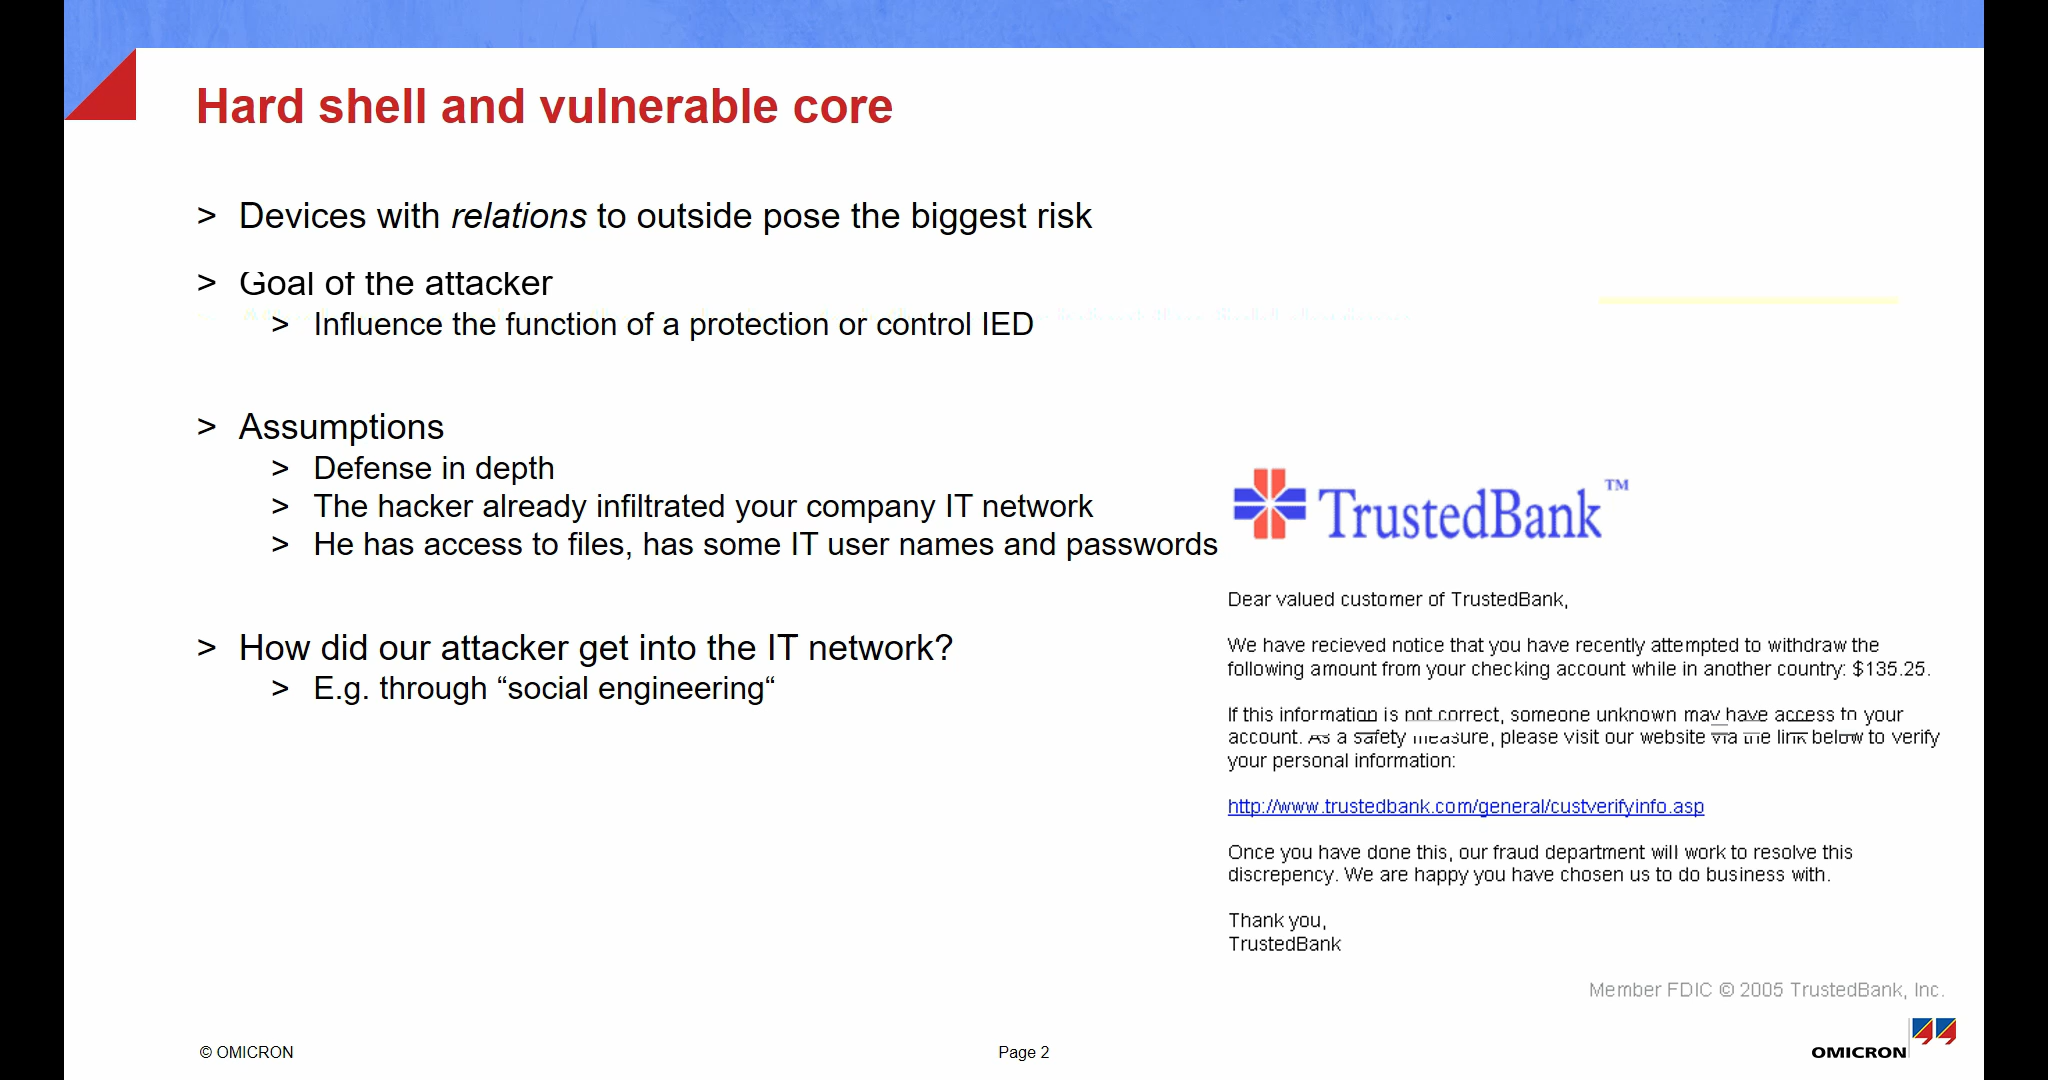 Hard shell and vulnerable core
> Devices with relations to outside pose the biggest risk
> Goal of the attacker
> Influence the function of a protection or control IED
> Assumptions
> Defense in depth
> The hacker already infiltrated your company IT network
> He has access to files, has some IT user names and passwords
> How did our attacker get into the IT network?
> E.g. through “social engineering“
TrustedBank™
Dear valued customer of TrustedBank,
We have recieved notice that you have recently attempted to withdraw the
following amount from your checking account while in another country: $135.25.
If this information is not correct, someone unknown may have access to your
account. As a safety measure, please visit our website via the link below to verify
your personal information:
http://www.trustedbank.com/general/custverifyinfo.asp
Once you have done this, our fraud department will work to resolve this
discrepency. We are happy you have chosen us to do business with.
Thank you,
TrustedBank
Member FDIC © 2005 TrustedBank, Inc.
© OMICRON
Page 2
OMICRON